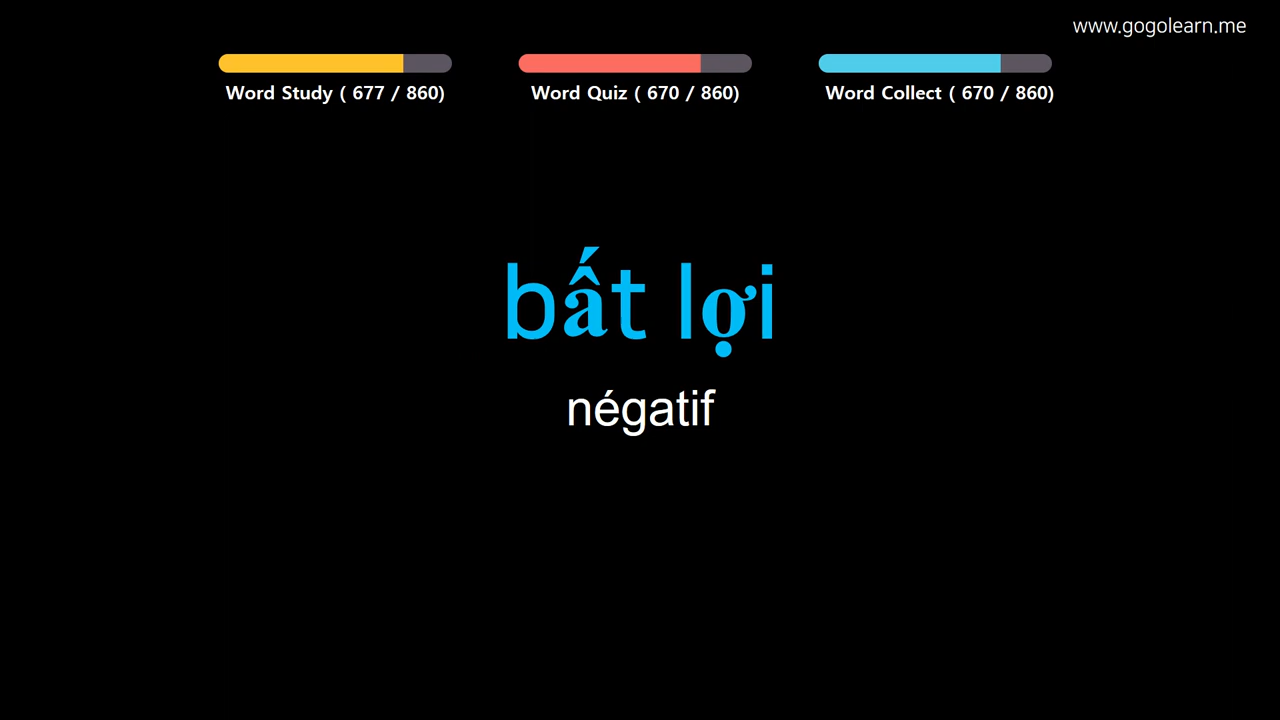 www.gogolearn.me
Word Study ( 677 / 860)
Word Quiz ( 670 / 860)
Word Collect ( 670 / 860)
bất lợi
négatif